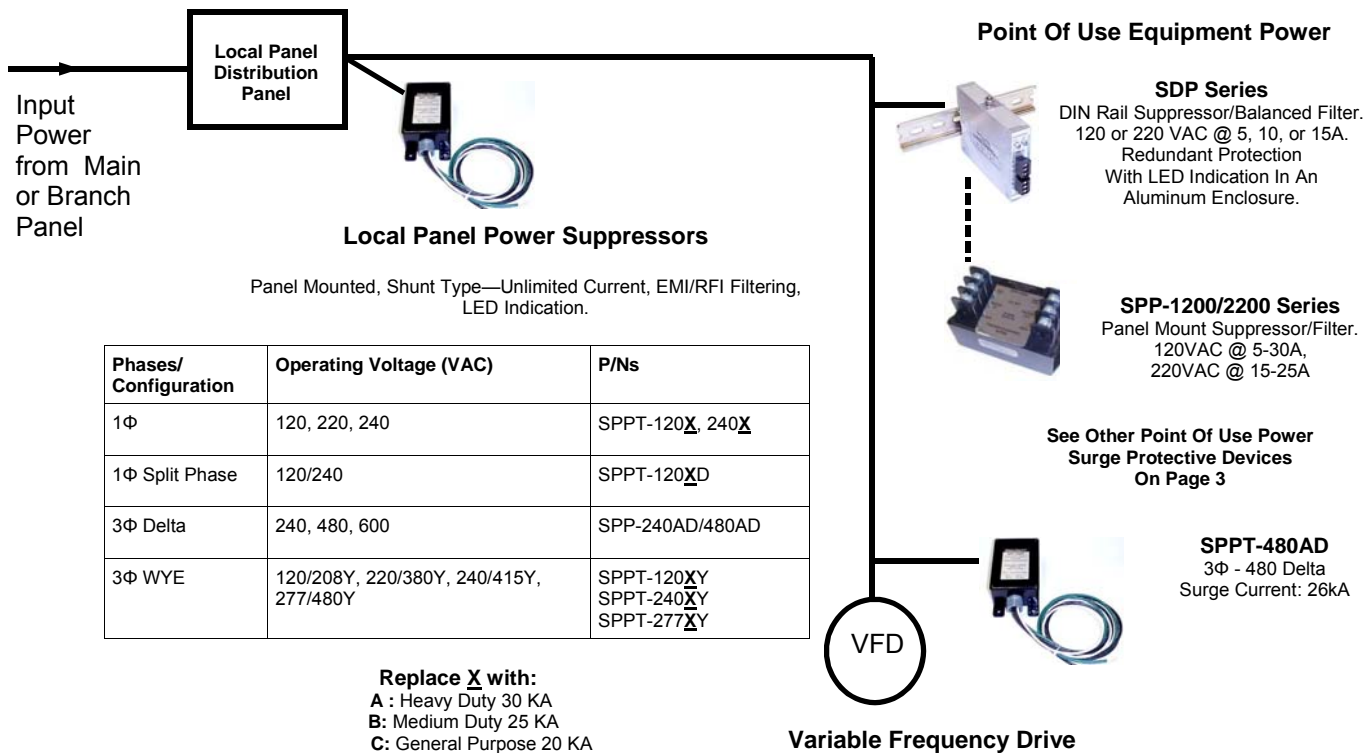 Local Panel
Distribution
Panel
Input
Power
from Main
or Branch
Panel
Local Panel Power Suppressors
Panel Mounted, Shunt Type—Unlimited Current, EMI/RFI Filtering,
LED Indication.
Phases/
Configuration
Operating Voltage (VAC)
P/Ns
1Φ
120, 220, 240
SPPT-120X, 240X
1Φ Split Phase
120/240
SPPT-120XD
3Φ Delta
240, 480, 600
SPP-240AD/480AD
3Φ WYE
120/208Y, 220/380Y, 240/415Y,
277/480Y
SPPT-120XY
SPPT-240XY
SPPT-277XY
Replace X with:
A : Heavy Duty 30 KA
B: Medium Duty 25 KA
C: General Purpose 20 KA
Point Of Use Equipment Power
SDP Series
DIN Rail Suppressor/Balanced Filter.
120 or 220 VAC @ 5, 10, or 15A.
Redundant Protection
With LED Indication In An
Aluminum Enclosure.
SPP-1200/2200 Series
Panel Mount Suppressor/Filter.
120VAC @ 5-30A,
220VAC @ 15-25A
See Other Point Of Use Power
Surge Protective Devices
On Page 3
SPPT-480AD
3Φ - 480 Delta
Surge Current: 26kA
VFD
Variable Frequency Drive